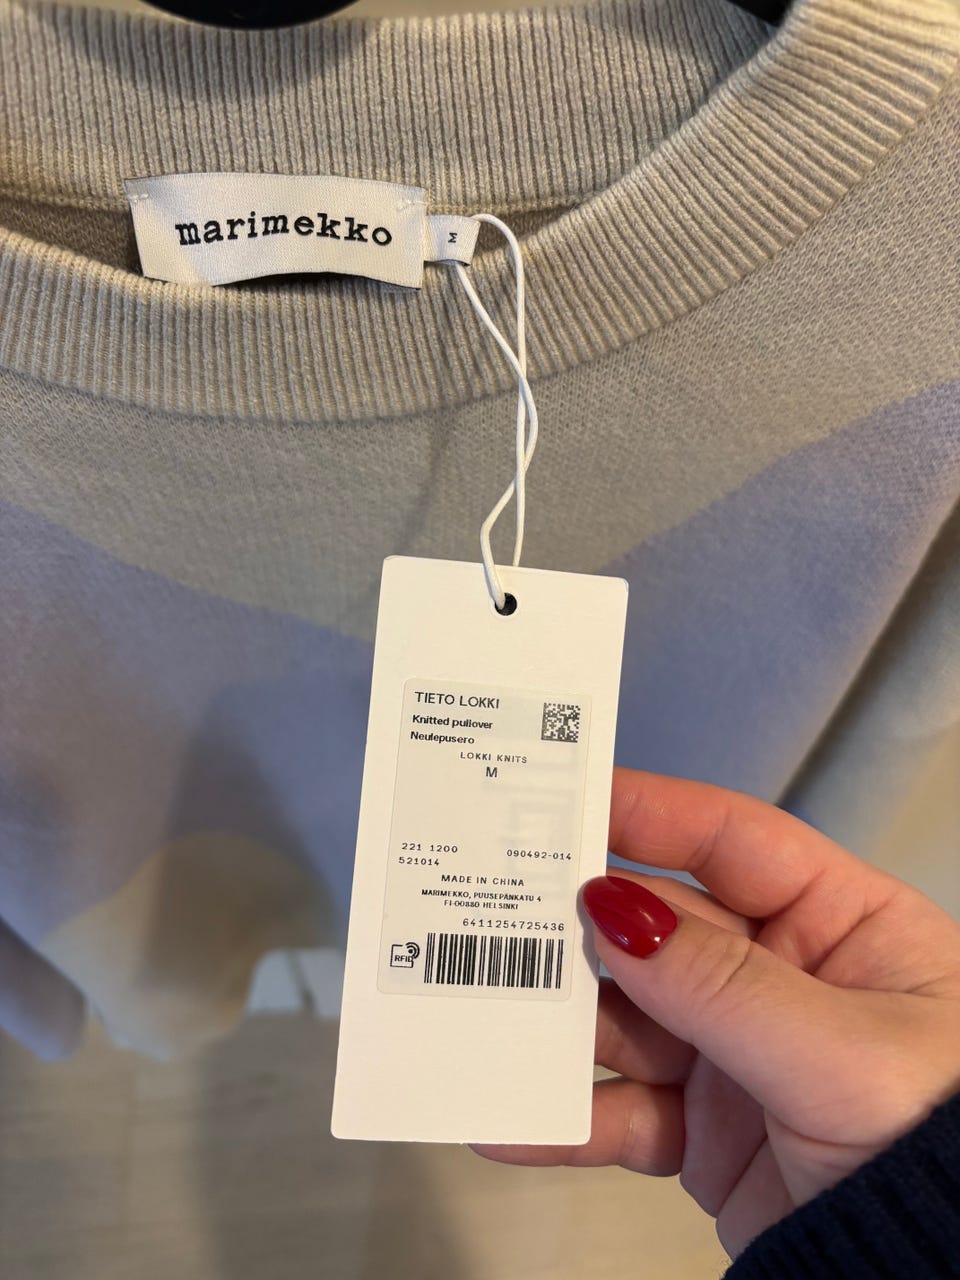 marimekko
M
TIETO LOKKI
Knitted pullover
Neulepusero
LOKKI KNITS
M
221 1200
521014
090492-014
MADE IN CHINA
MARIMEKKO, PUUSEPÄNKATU 4
FI-00880 HELSINKI
6411254725436
RFID